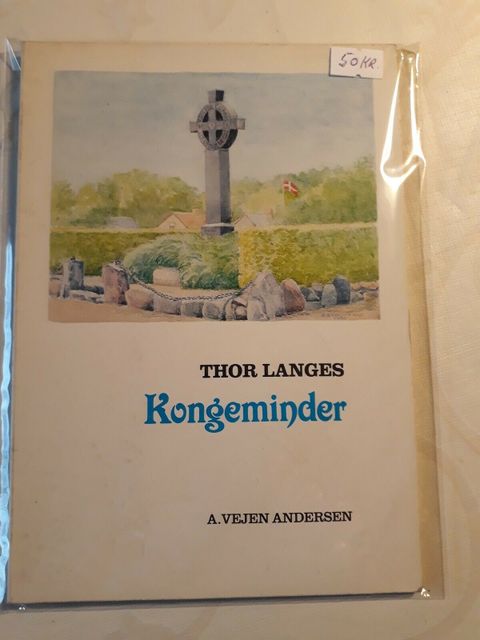 50 KR.
THOR LANGES
Kongeminder
A. VEJEN ANDERSEN